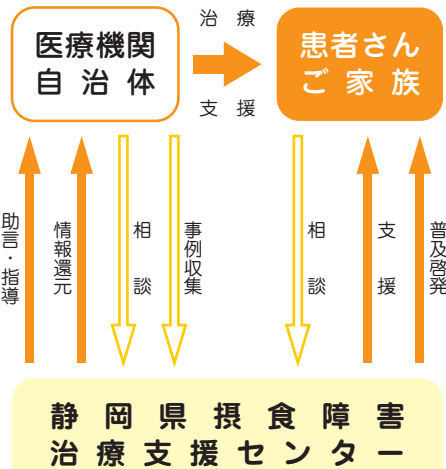 医療機関
自治体
治療
支援
患者さん
ご家族
助言・指導
情報還元
相談
事例収集
相談
支援
普及啓発
静岡県摂食障害
治療支援センター